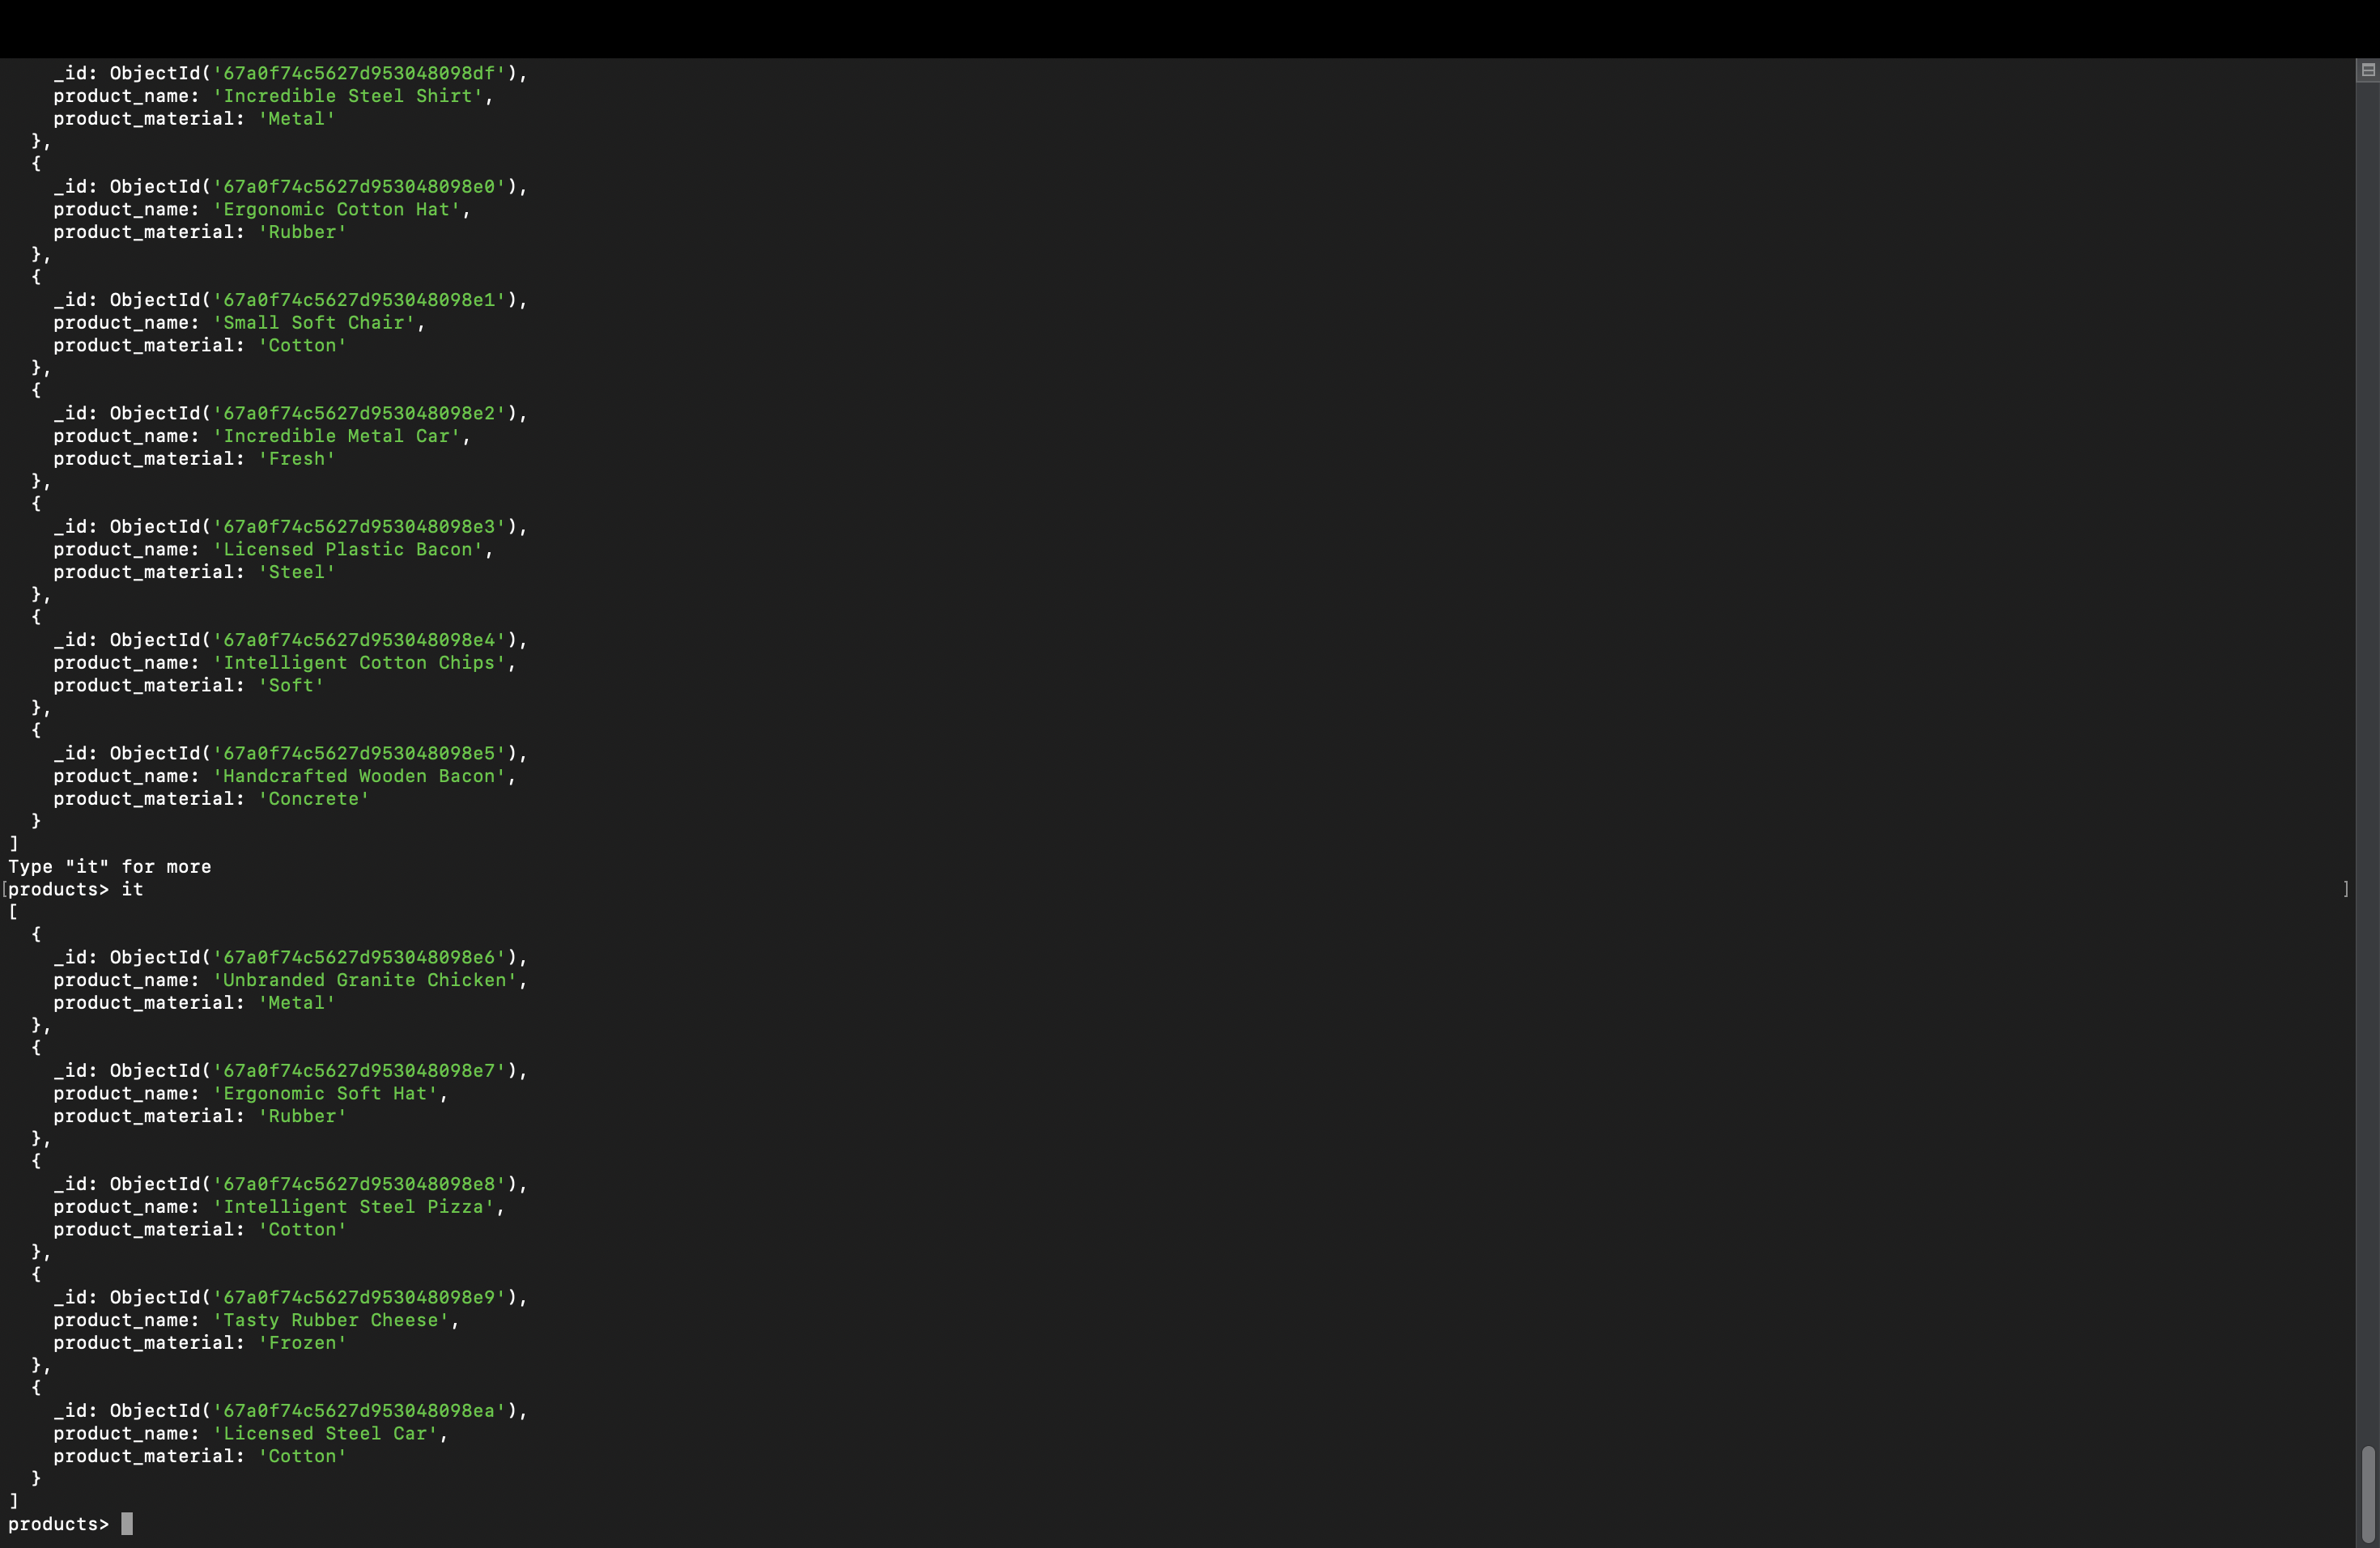 _id: ObjectId('67a0f74c5627d953048098df'),
    product_name: 'Incredible Steel Shirt',
    product_material: 'Metal'
  },
  {
    _id: ObjectId('67a0f74c5627d953048098e0'),
    product_name: 'Ergonomic Cotton Hat',
    product_material: 'Rubber'
  },
  {
    _id: ObjectId('67a0f74c5627d953048098e1'),
    product_name: 'Small Soft Chair',
    product_material: 'Cotton'
  },
  {
    _id: ObjectId('67a0f74c5627d953048098e2'),
    product_name: 'Incredible Metal Car',
    product_material: 'Fresh'
  },
  {
    _id: ObjectId('67a0f74c5627d953048098e3'),
    product_name: 'Licensed Plastic Bacon',
    product_material: 'Steel'
  },
  {
    _id: ObjectId('67a0f74c5627d953048098e4'),
    product_name: 'Intelligent Cotton Chips',
    product_material: 'Soft'
  },
  {
    _id: ObjectId('67a0f74c5627d953048098e5'),
    product_name: 'Handcrafted Wooden Bacon',
    product_material: 'Concrete'
  }
]
Type "it" for more
[products> it ]
[
  {
    _id: ObjectId('67a0f74c5627d953048098e6'),
    product_name: 'Unbranded Granite Chicken',
    product_material: 'Metal'
  },
  {
    _id: ObjectId('67a0f74c5627d953048098e7'),
    product_name: 'Ergonomic Soft Hat',
    product_material: 'Rubber'
  },
  {
    _id: ObjectId('67a0f74c5627d953048098e8'),
    product_name: 'Intelligent Steel Pizza',
    product_material: 'Cotton'
  },
  {
    _id: ObjectId('67a0f74c5627d953048098e9'),
    product_name: 'Tasty Rubber Cheese',
    product_material: 'Frozen'
  },
  {
    _id: ObjectId('67a0f74c5627d953048098ea'),
    product_name: 'Licensed Steel Car',
    product_material: 'Cotton'
  }
]
products>